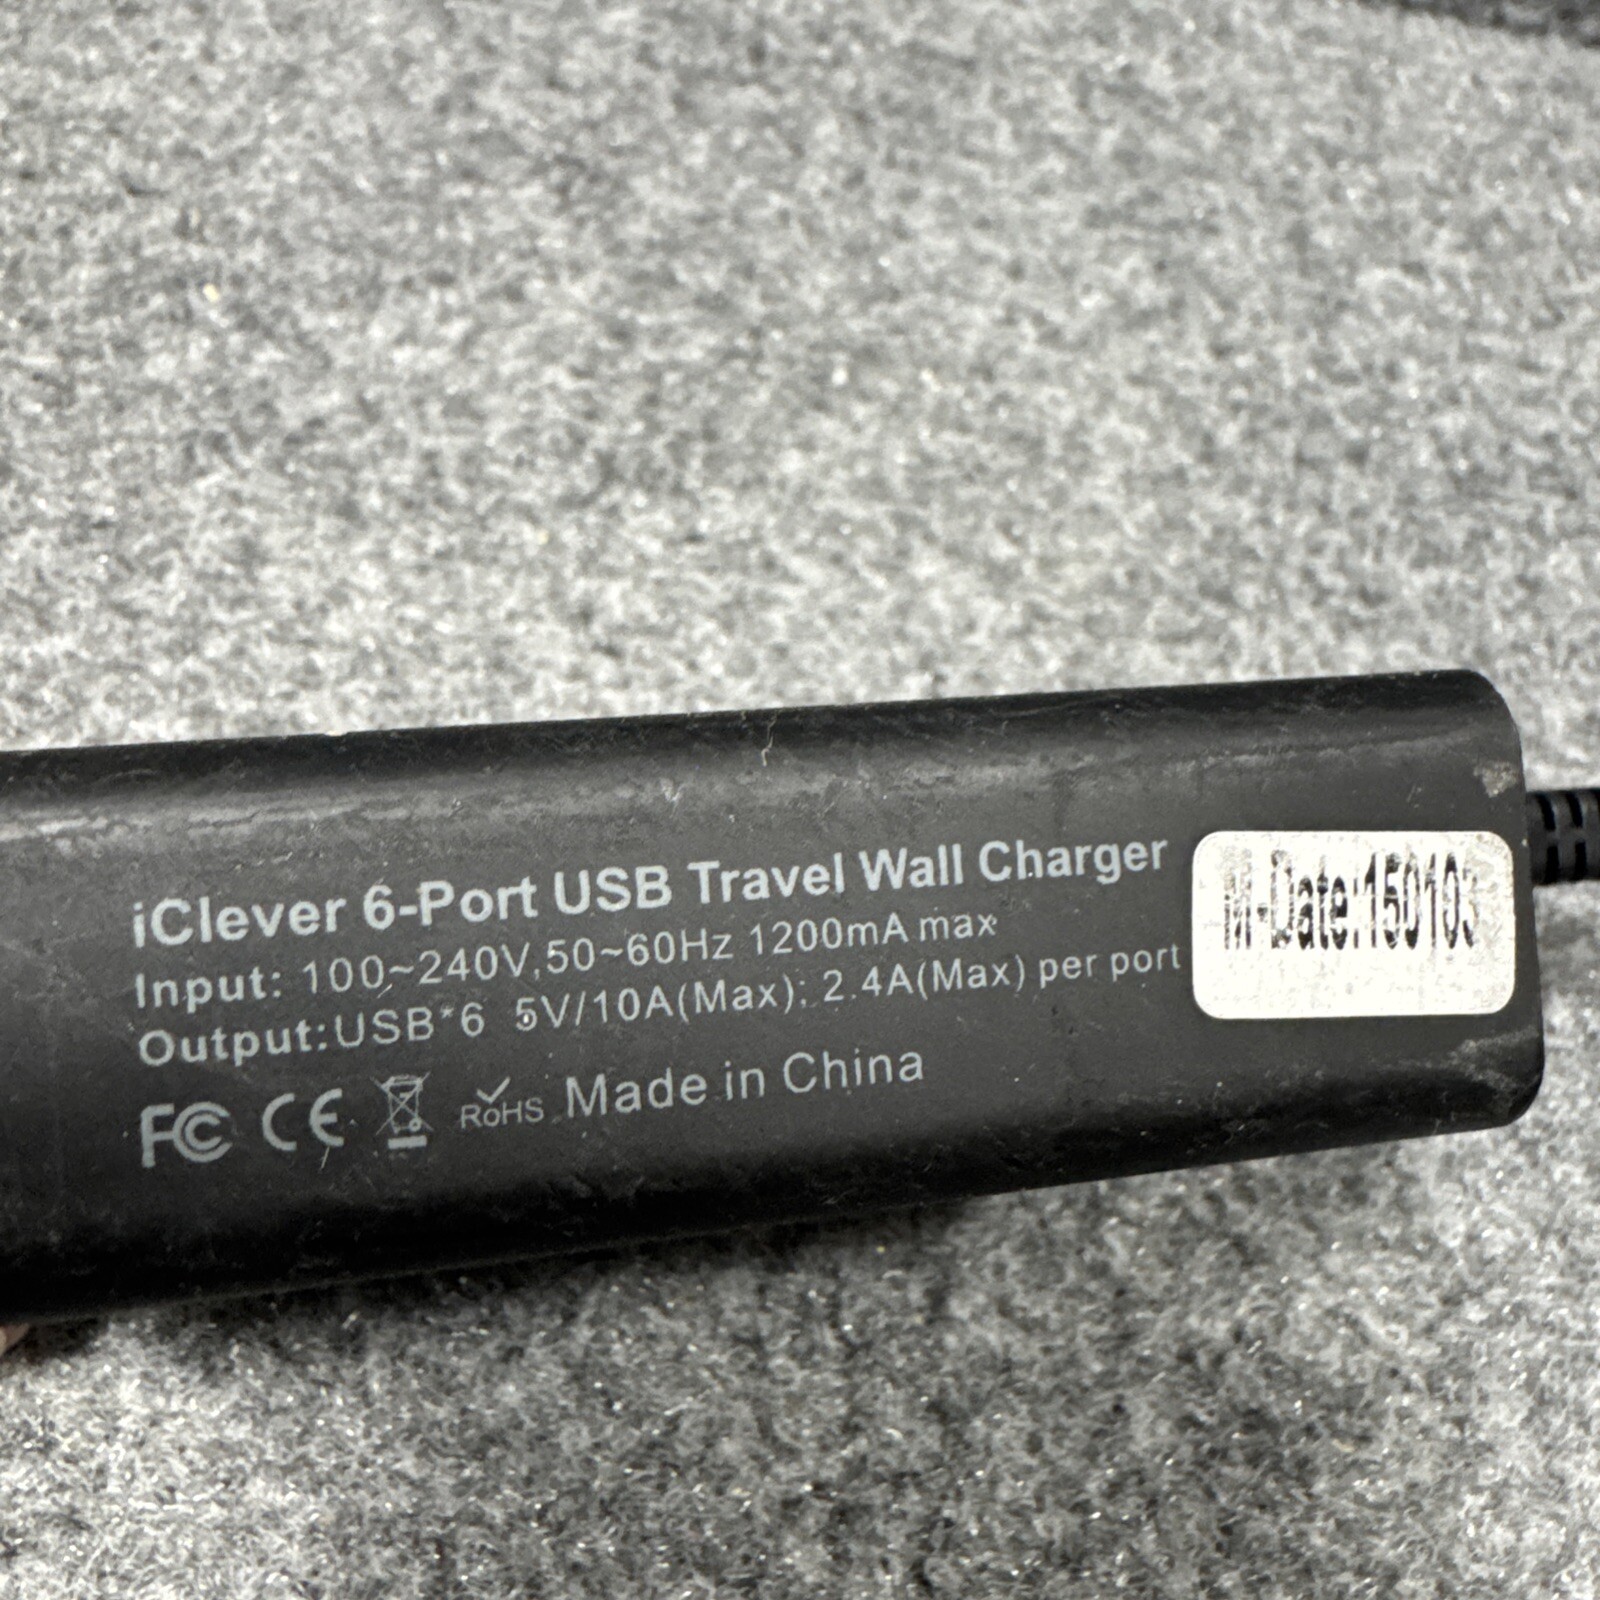 iClever 6-Port USB Travel Wall Charger
Input: 100~240V,50~60Hz 1200mA max
Output:USB*6 5V/10A(Max); 2.4A(Max) per port
FC CE RoHS Made in China
M-Date:150103